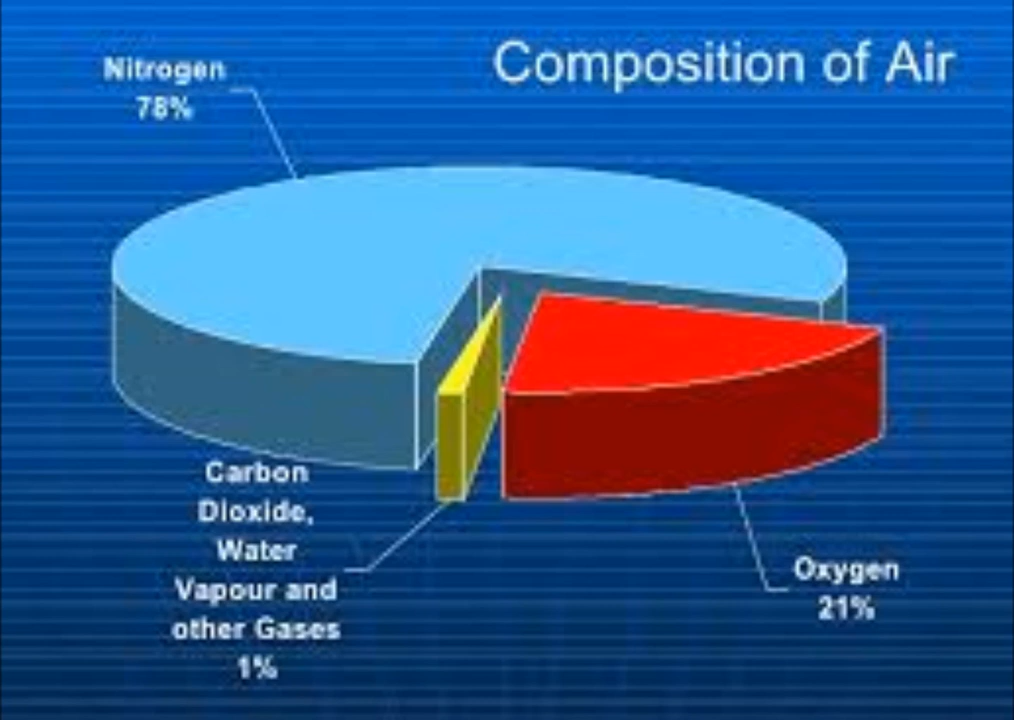 Composition of Air
Nitrogen
78%
Carbon
Dioxide,
Water
Vapour and
other Gases
1%
Oxygen
21%